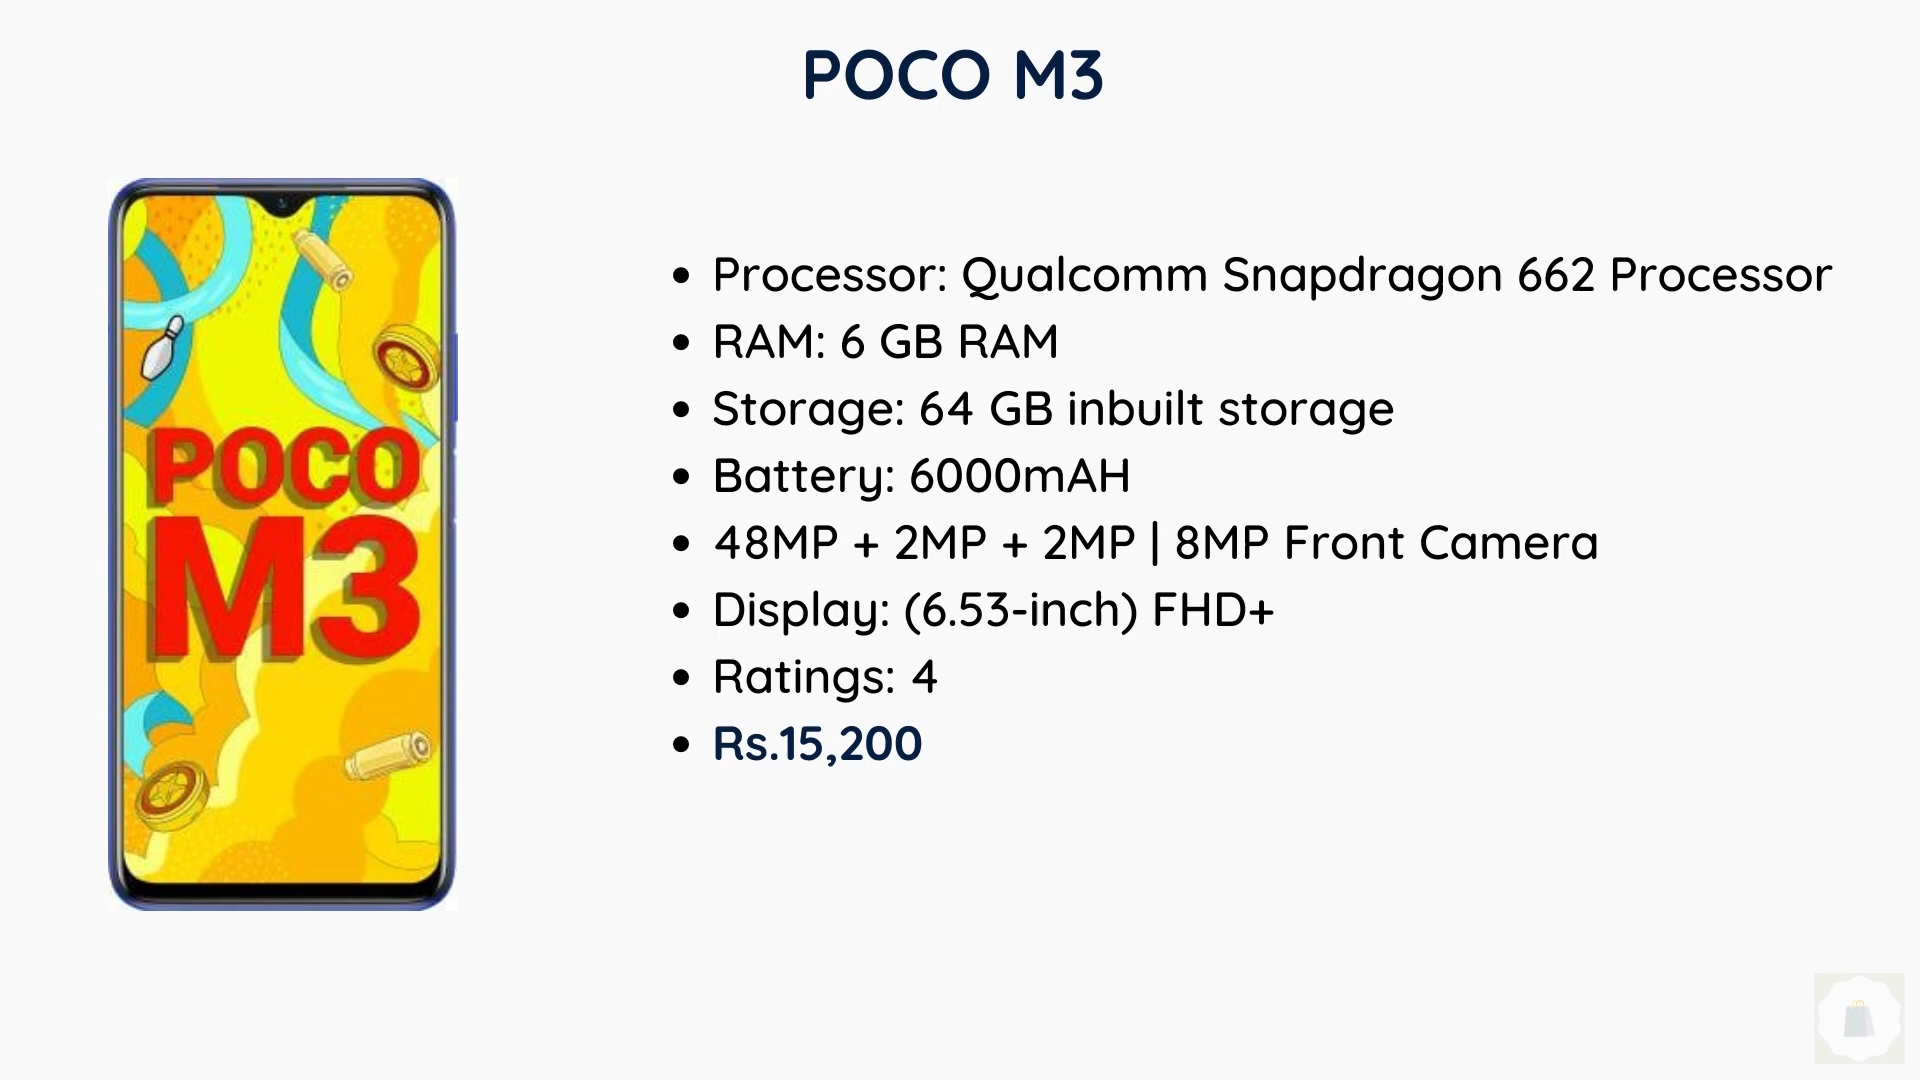 POCO M3
POCO
M3
• Processor: Qualcomm Snapdragon 662 Processor
• RAM: 6 GB RAM
• Storage: 64 GB inbuilt storage
• Battery: 6000mAH
• 48MP + 2MP + 2MP | 8MP Front Camera
• Display: (6.53-inch) FHD+
• Ratings: 4
• Rs.15,200